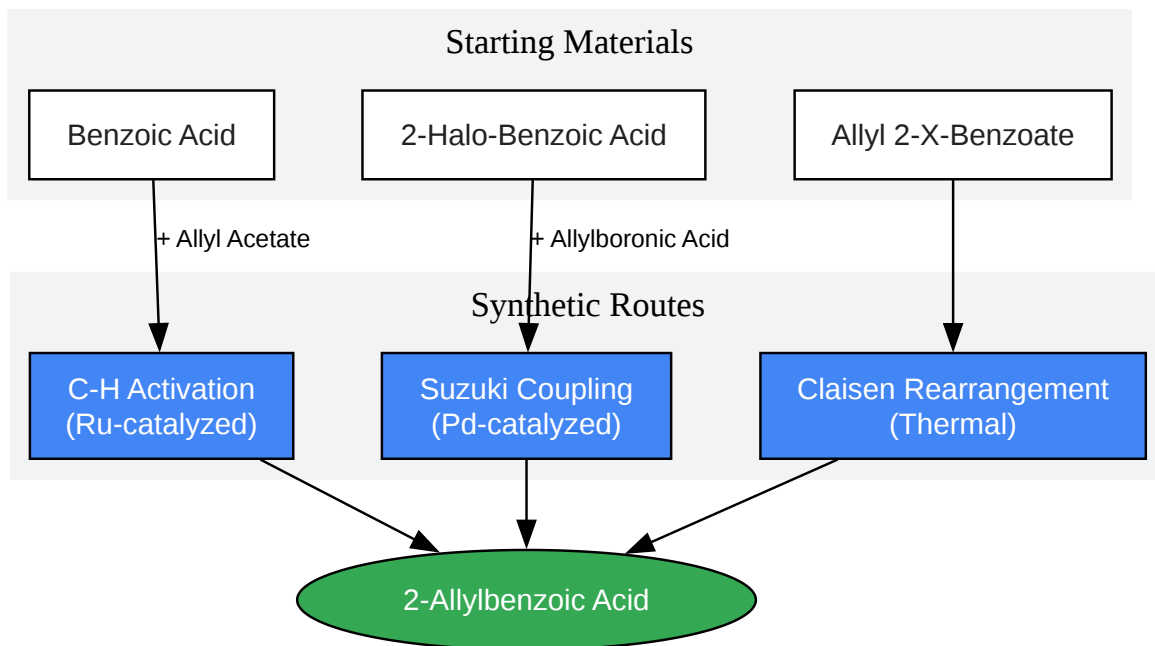 Starting Materials
Benzoic Acid
2-Halo-Benzoic Acid
Allyl 2-X-Benzoate
+ Allyl Acetate
+ Allylboronic Acid
Synthetic Routes
C-H Activation
(Ru-catalyzed)
Suzuki Coupling
(Pd-catalyzed)
Claisen Rearrangement
(Thermal)
2-Allylbenzoic Acid